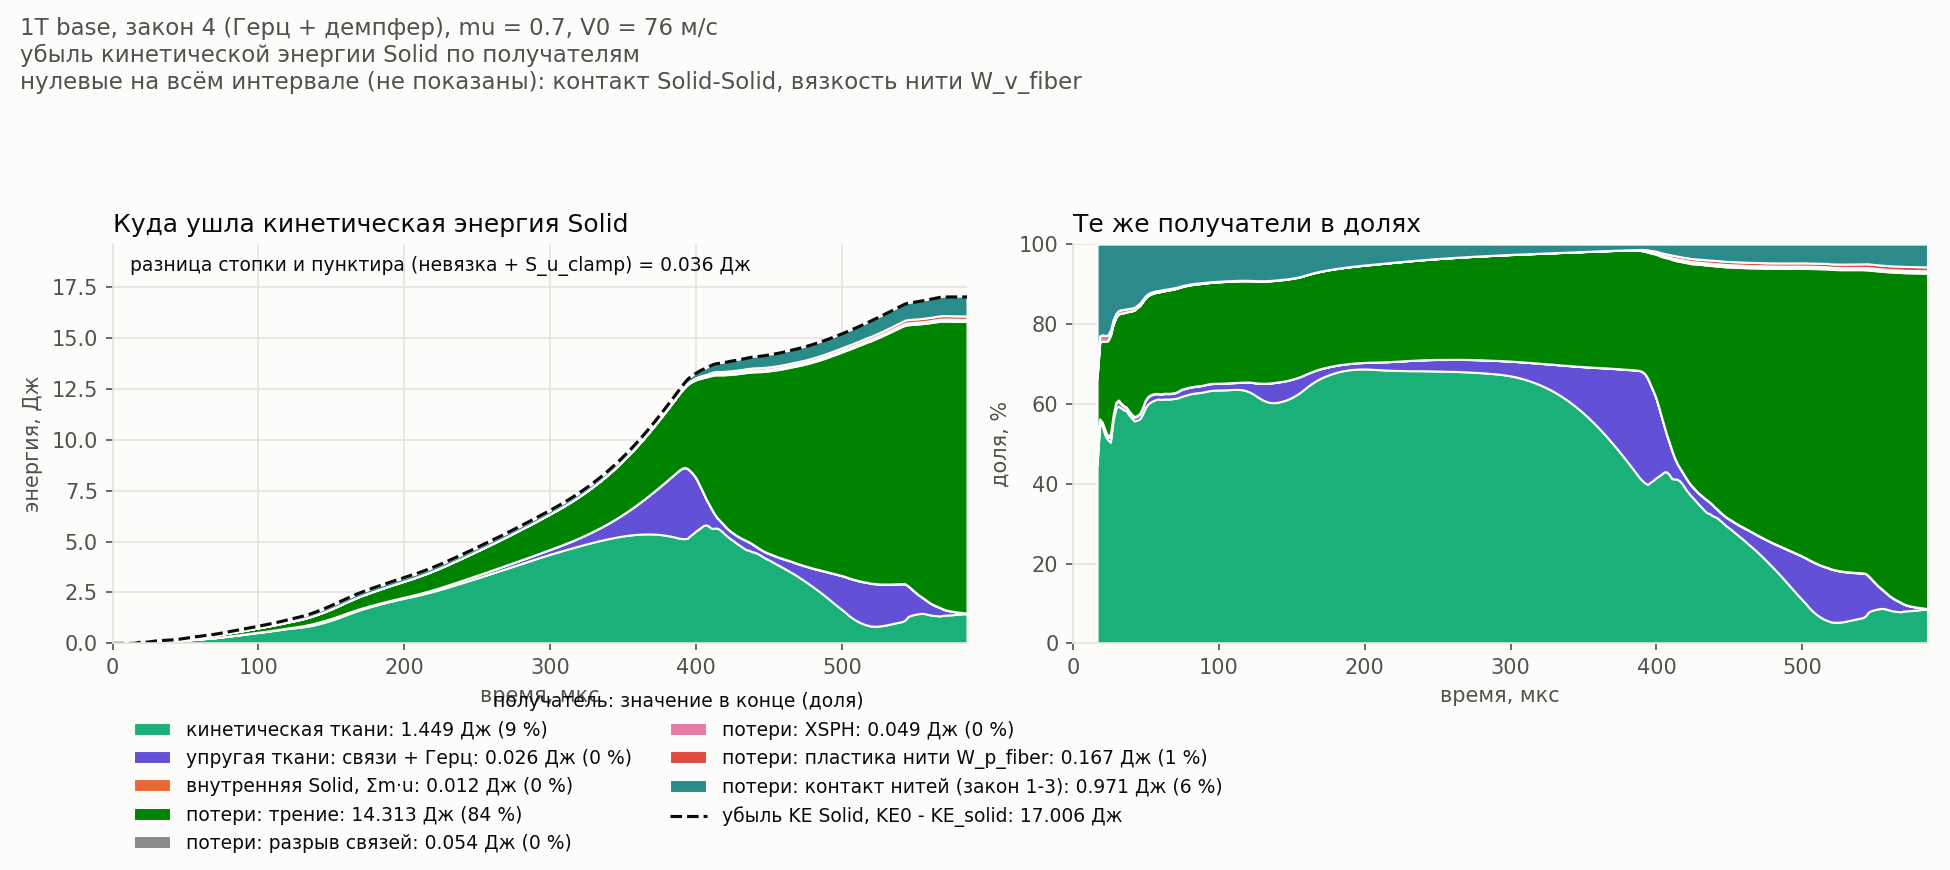 1T base, закон 4 (Герц + демпфер), mu = 0.7, V0 = 76 м/с
убыль кинетической энергии Solid по получателям
нулевые на всём интервале (не показаны): контакт Solid-Solid, вязкость нити W_v_fiber
Куда ушла кинетическая энергия Solid
разница стопки и пунктира (невязка + S_u_clamp) = 0.036 Дж
энергия, Дж
17.5
15.0
12.5
10.0
7.5
5.0
2.5
0.0
0 100 200 300 400 500
время, мкс
Те же получатели в долях
доля, %
100
80
60
40
20
0
0 100 200 300 400 500
время, мкс
получатель: значение в конце (доля)
кинетическая ткани: 1.449 Дж (9 %)
упругая ткани: связи + Герц: 0.026 Дж (0 %)
внутренняя Solid, Σm·u: 0.012 Дж (0 %)
потери: трение: 14.313 Дж (84 %)
потери: разрыв связей: 0.054 Дж (0 %)
потери: XSPH: 0.049 Дж (0 %)
потери: пластика нити W_p_fiber: 0.167 Дж (1 %)
потери: контакт нитей (закон 1-3): 0.971 Дж (6 %)
убыль KE Solid, KE0 - KE_solid: 17.006 Дж